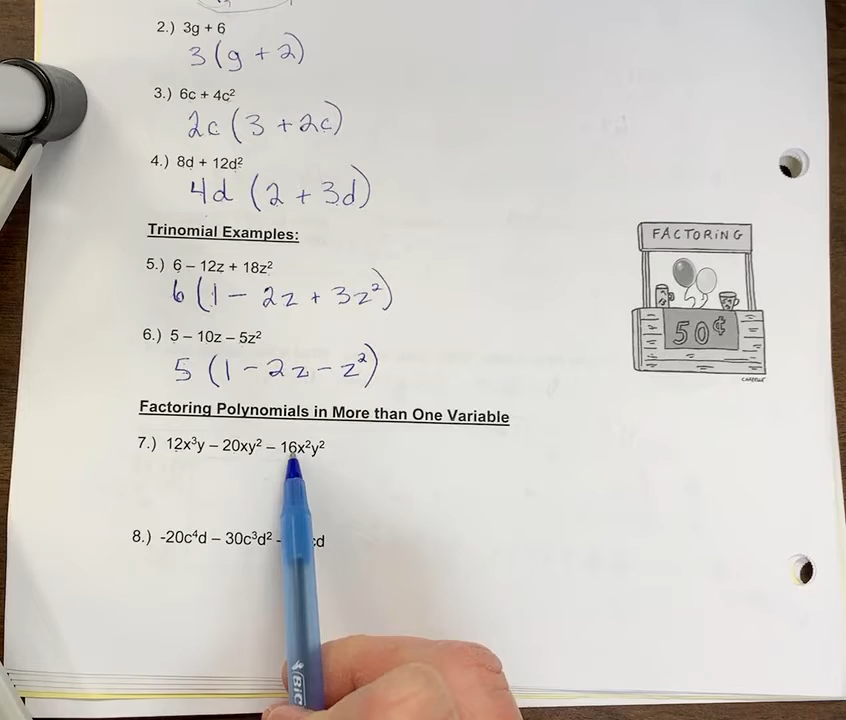 2.) 3g + 6
3 (g + 2)
3.) 6c + 4c²
2c (3 + 2c)
4.) 8d + 12d²
4d (2 + 3d)
Trinomial Examples:
5.) 6 – 12z + 18z²
6 (1 – 2z + 3z²)
6.) 5 – 10z – 5z²
5 (1 – 2z – z²)
Factoring Polynomials in More than One Variable
7.) 12x³y – 20xy² – 16x²y²
8.) -20c⁴d – 30c³d² - cd
FACTORING
50¢
BIC